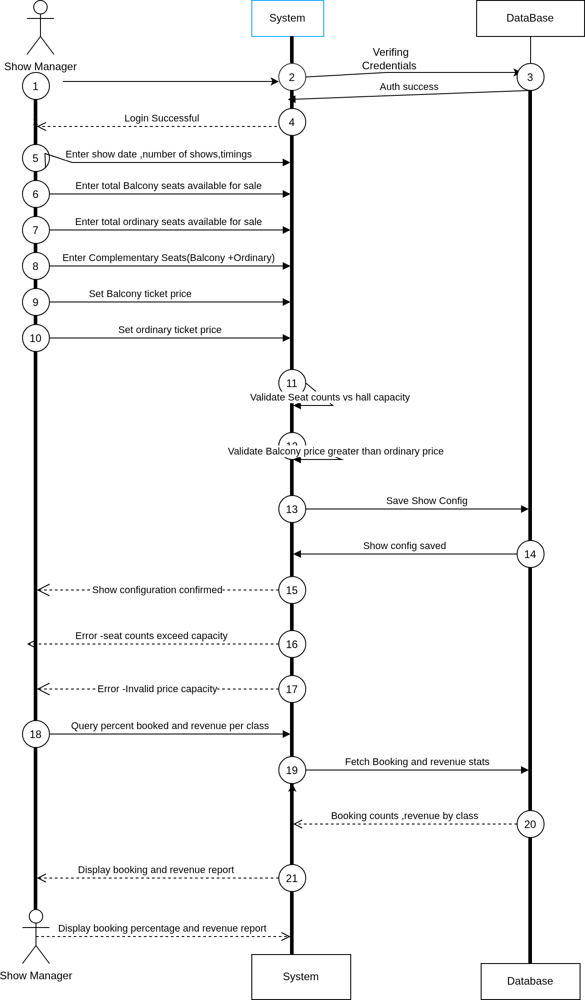 System
DataBase
Show Manager
Verifing
Credentials
1
2
3
Auth success
Login Successful
4
5
Enter show date ,number of shows,timings
6
Enter total Balcony seats available for sale
7
Enter total ordinary seats available for sale
8
Enter Complementary Seats(Balcony +Ordinary)
9
Set Balcony ticket price
10
Set ordinary ticket price
11
Validate Seat counts vs hall capacity
12
Validate Balcony price greater than ordinary price
13
Save Show Config
Show config saved
14
Show configuration confirmed
15
Error -seat counts exceed capacity
16
Error -Invalid price capacity
17
18
Query percent booked and revenue per class
19
Fetch Booking and revenue stats
Booking counts ,revenue by class
20
Display booking and revenue report
21
Display booking percentage and revenue report
Show Manager
System
Database